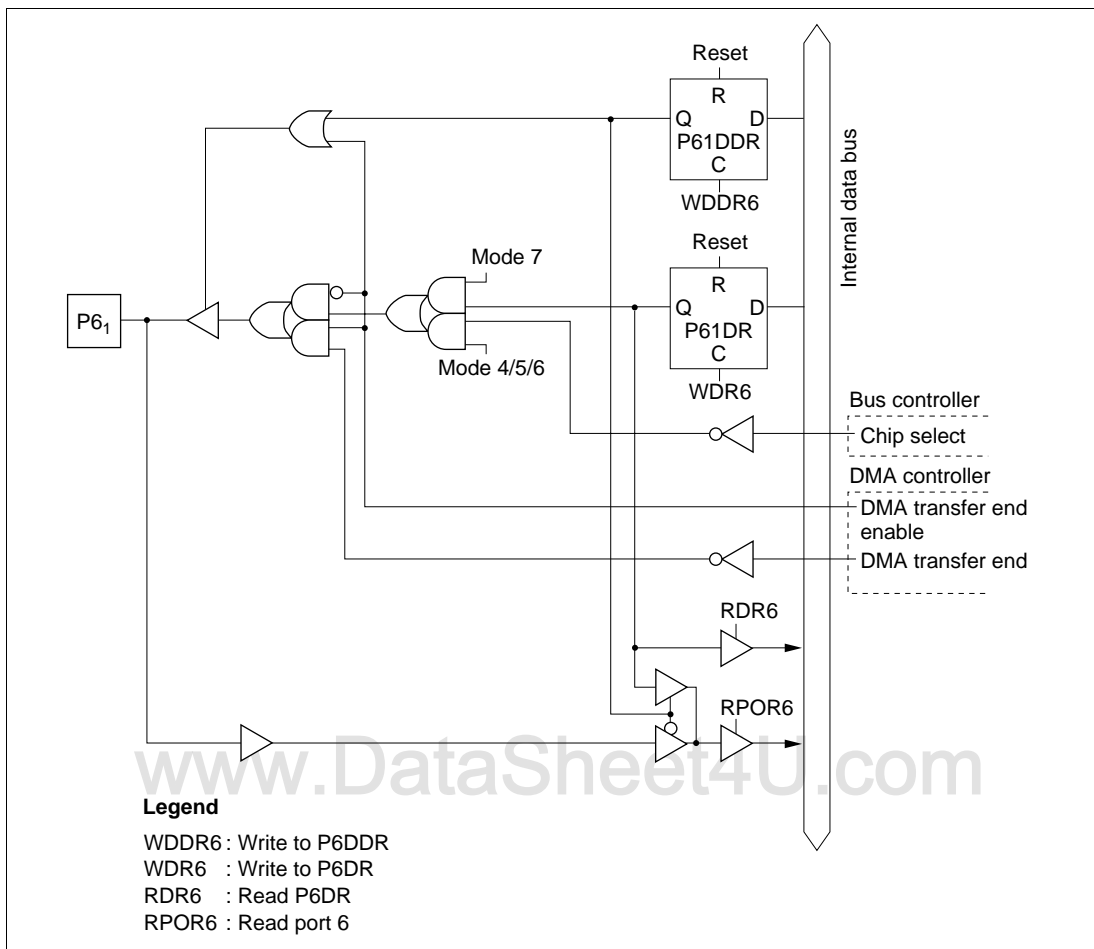 Reset
R
Q D
P61DDR
C
WDDR6
Reset
R
Q D
P61DR
C
WDR6
Internal data bus
Mode 7
Mode 4/5/6
P6₁
Bus controller
Chip select
DMA controller
DMA transfer end
enable
DMA transfer end
RDR6
RPOR6
www.DataSheet4U.com
Legend
WDDR6 : Write to P6DDR
WDR6 : Write to P6DR
RDR6 : Read P6DR
RPOR6 : Read port 6